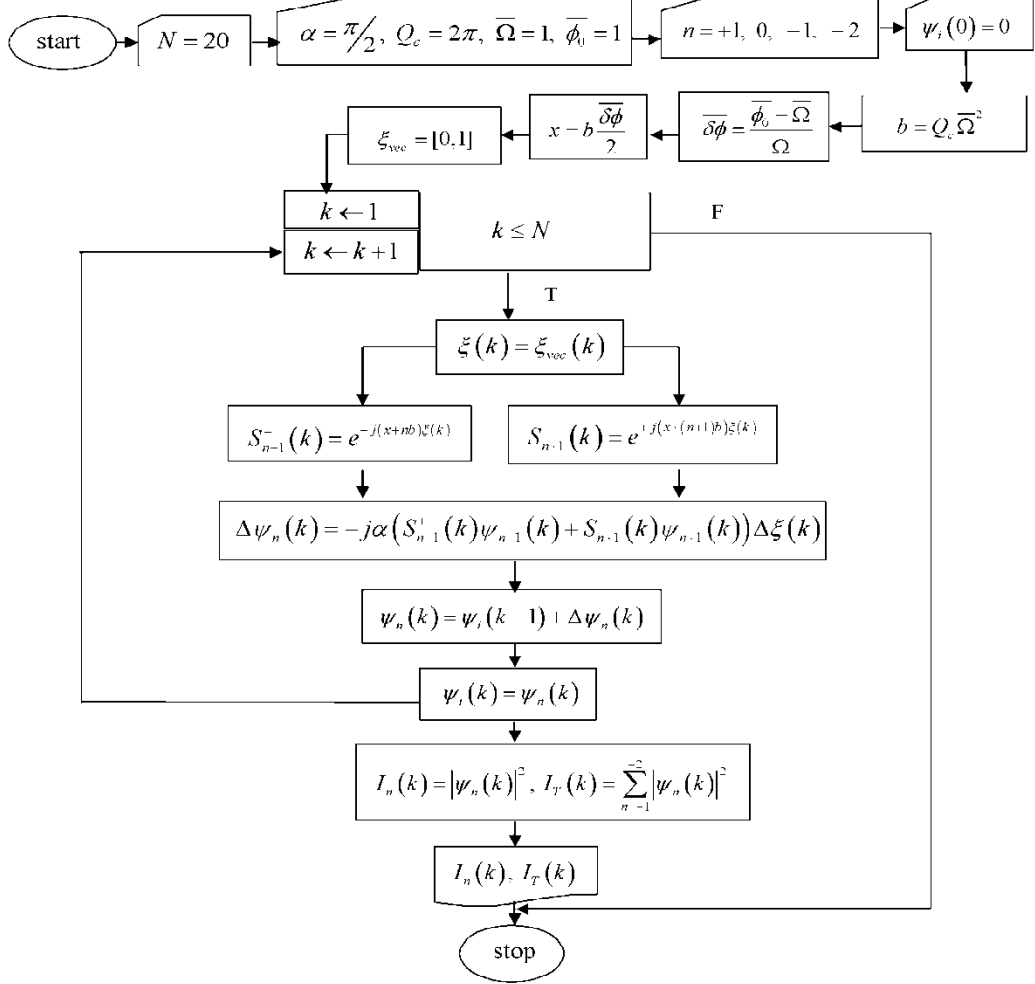 start
N = 20
α = π/2, Q_c = 2π, Ω̅ = 1, ϕ̅₀ = 1
n = +1, 0, −1, −2
ψ_i(0) = 0
b = Q_c Ω̅²
δϕ̅ = (ϕ̅₀ − Ω̅) / Ω
x − b δϕ̅ / 2
ξ_vec = [0,1]
k ← 1
k ← k + 1
k ≤ N
F
T
ξ(k) = ξ_vec(k)
S⁻_{n−1}(k) = e^{−j(x+nb)ξ(k)}
S_{n·1}(k) = e^{+j(x·(n+1)b)ξ(k)}
Δψ_n(k) = −jα(S⁺_{n 1}(k)ψ_{n 1}(k) + S_{n·1}(k)ψ_{n·1}(k))Δξ(k)
ψ_n(k) = ψ_i(k 1) + Δψ_n(k)
ψ_i(k) = ψ_n(k)
I_n(k) = |ψ_n(k)|², I_T(k) = ∑_{n −1}^{−2} |ψ_n(k)|²
I_n(k), I_T(k)
stop